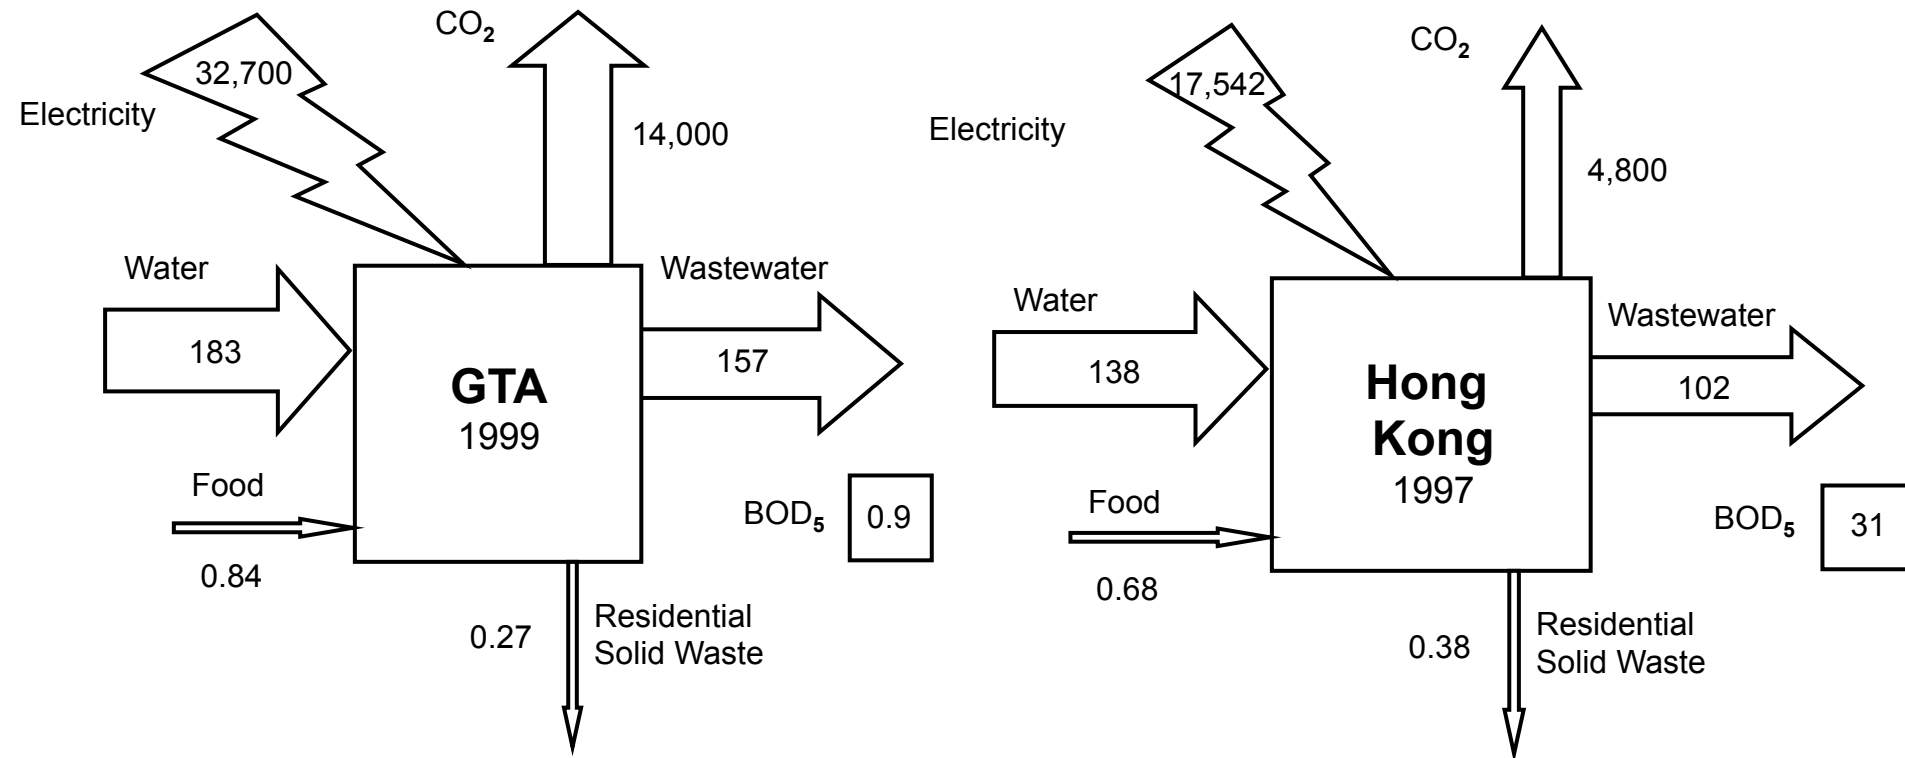 CO₂
32,700
Electricity
14,000
Water
183
Wastewater
157
GTA
1999
Food
0.84
BOD₅
0.9
0.27
Residential
Solid Waste
CO₂
17,542
Electricity
4,800
Water
138
Wastewater
102
Hong
Kong
1997
Food
0.68
BOD₅
31
0.38
Residential
Solid Waste